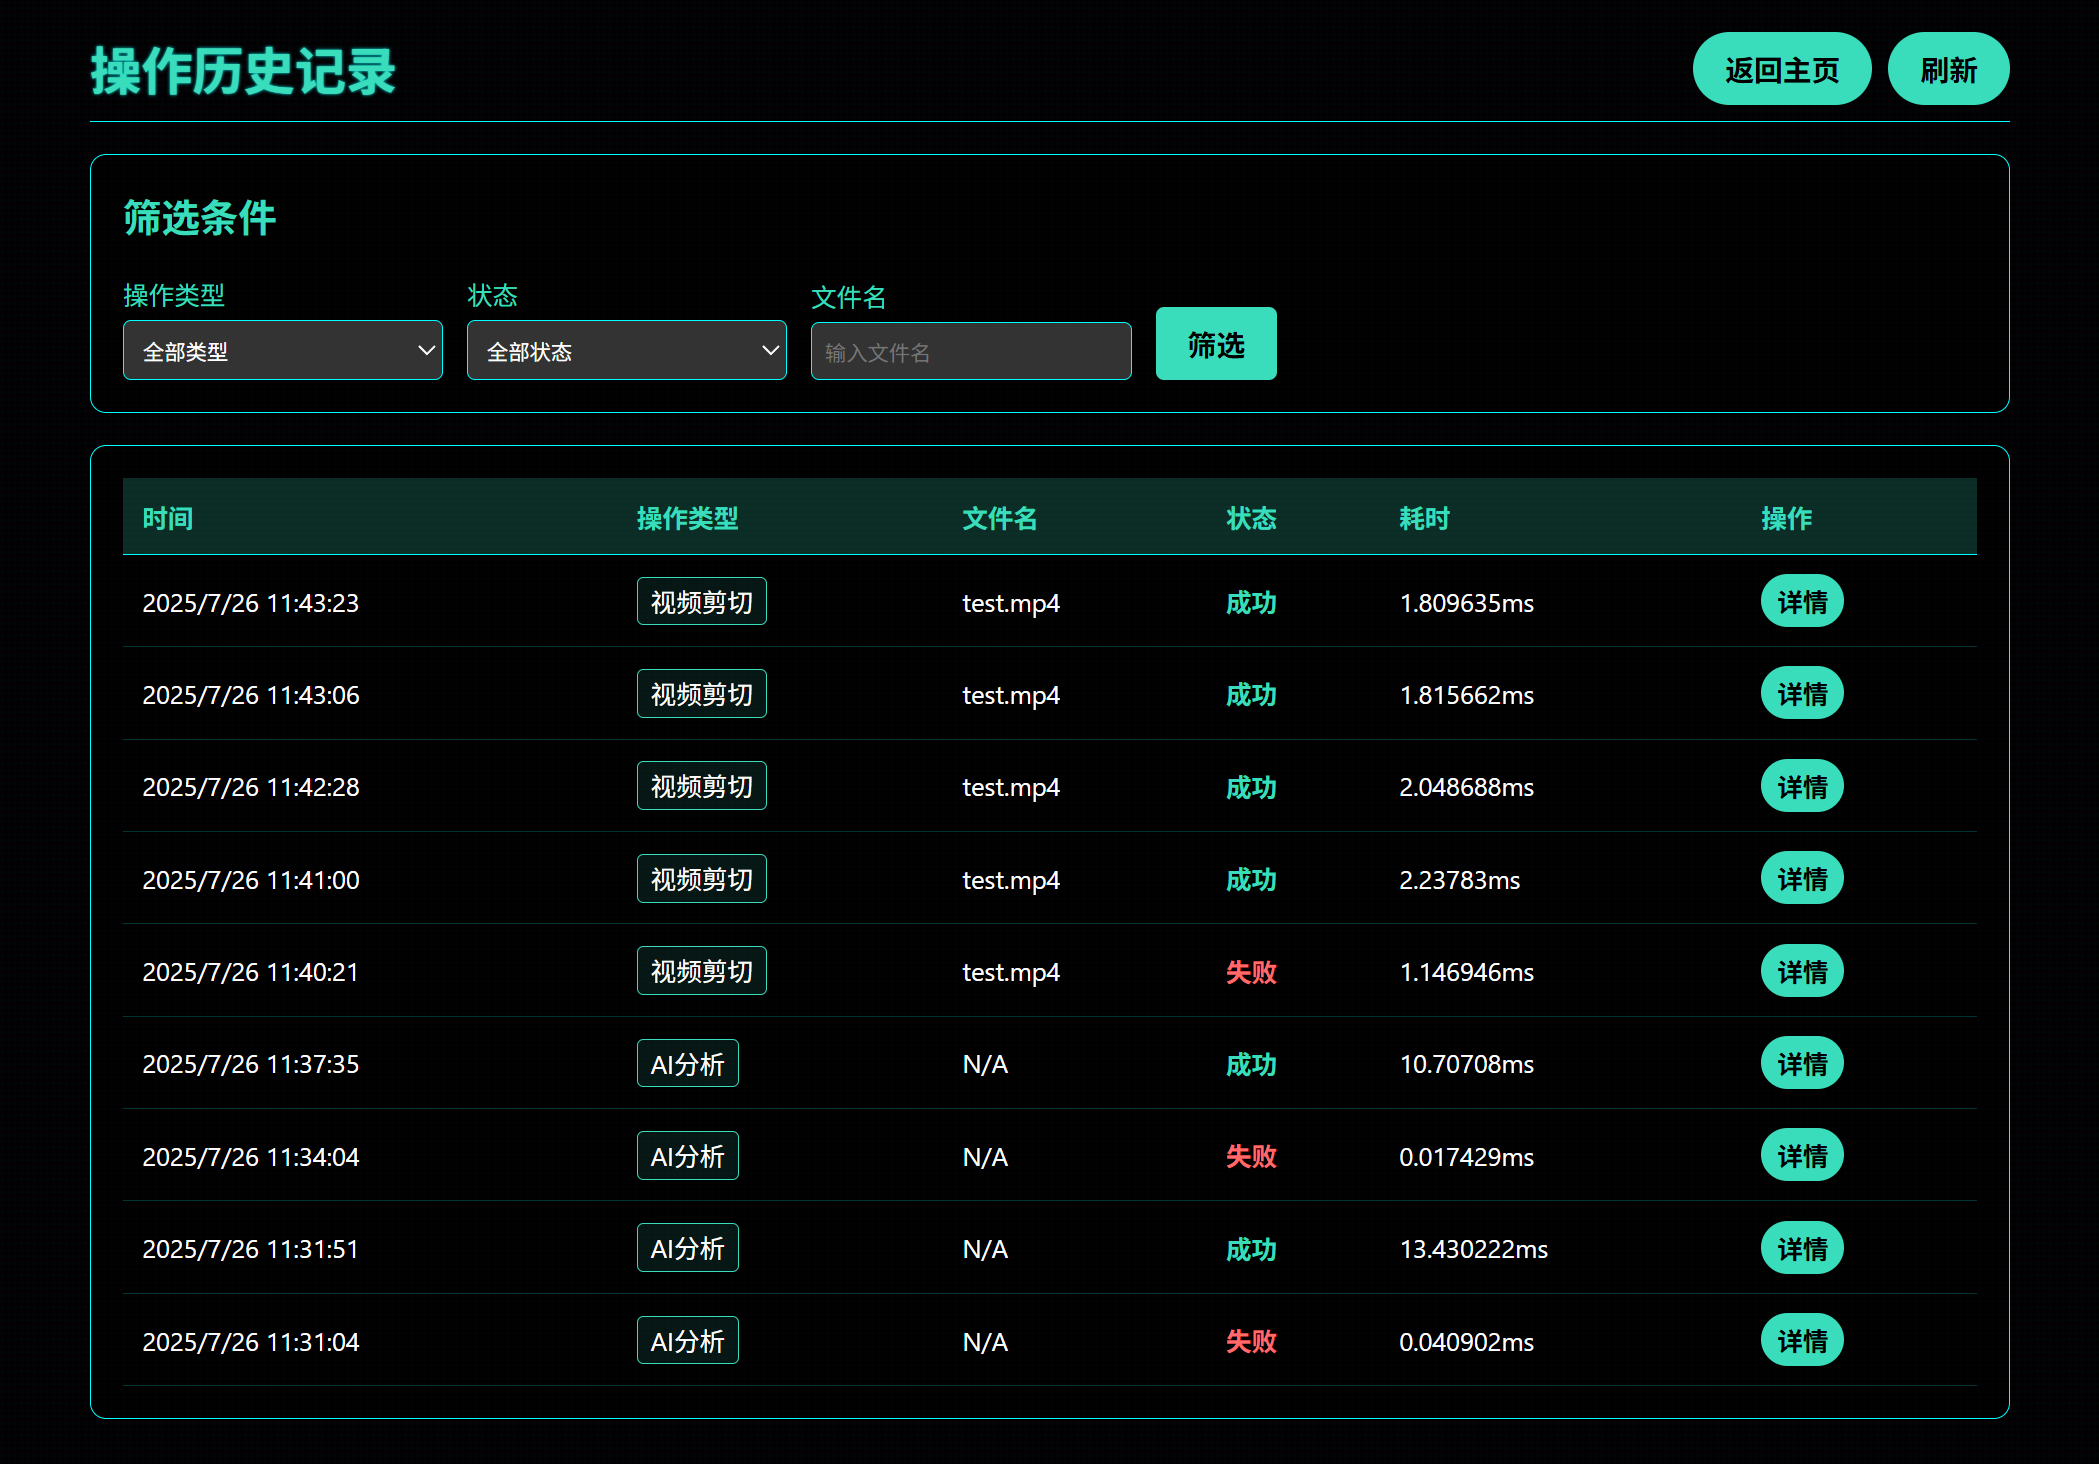 操作历史记录 返回主页 刷新
筛选条件
操作类型 状态 文件名
全部类型 全部状态 输入文件名 筛选
时间 操作类型 文件名 状态 耗时 操作
2025/7/26 11:43:23 视频剪切 test.mp4 成功 1.809635ms 详情
2025/7/26 11:43:06 视频剪切 test.mp4 成功 1.815662ms 详情
2025/7/26 11:42:28 视频剪切 test.mp4 成功 2.048688ms 详情
2025/7/26 11:41:00 视频剪切 test.mp4 成功 2.23783ms 详情
2025/7/26 11:40:21 视频剪切 test.mp4 失败 1.146946ms 详情
2025/7/26 11:37:35 AI分析 N/A 成功 10.70708ms 详情
2025/7/26 11:34:04 AI分析 N/A 失败 0.017429ms 详情
2025/7/26 11:31:51 AI分析 N/A 成功 13.430222ms 详情
2025/7/26 11:31:04 AI分析 N/A 失败 0.040902ms 详情